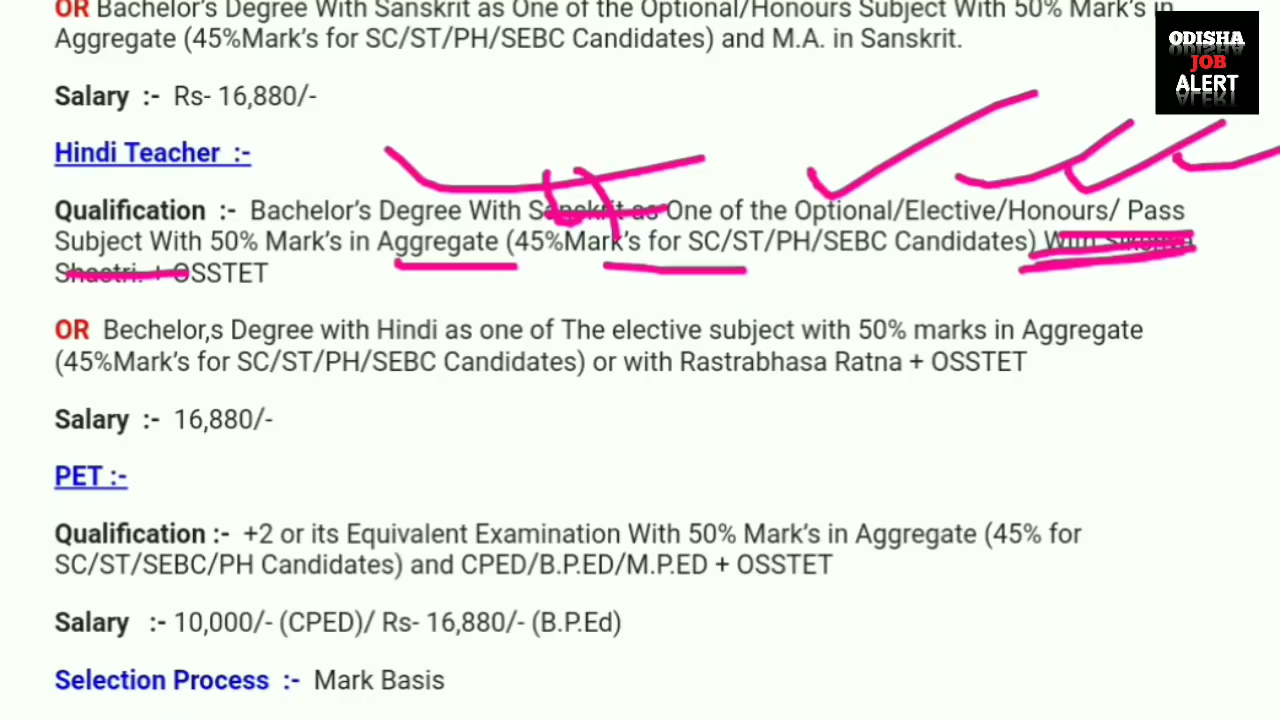 OR Bachelor's Degree With Sanskrit as One of the Optional/Honours Subject With 50% Mark's in
Aggregate (45%Mark's for SC/ST/PH/SEBC Candidates) and M.A. in Sanskrit.
ODISHA
JOB
ALERT
Salary :- Rs- 16,880/-
Hindi Teacher :-
Qualification :- Bachelor's Degree With Sanskrit as One of the Optional/Elective/Honours/ Pass
Subject With 50% Mark's in Aggregate (45%Mark's for SC/ST/PH/SEBC Candidates) With
Shastri. + OSSTET
OR Bechelor,s Degree with Hindi as one of The elective subject with 50% marks in Aggregate
(45%Mark's for SC/ST/PH/SEBC Candidates) or with Rastrabhasa Ratna + OSSTET
Salary :- 16,880/-
PET :-
Qualification :- +2 or its Equivalent Examination With 50% Mark's in Aggregate (45% for
SC/ST/SEBC/PH Candidates) and CPED/B.P.ED/M.P.ED + OSSTET
Salary :- 10,000/- (CPED)/ Rs- 16,880/- (B.P.Ed)
Selection Process :- Mark Basis